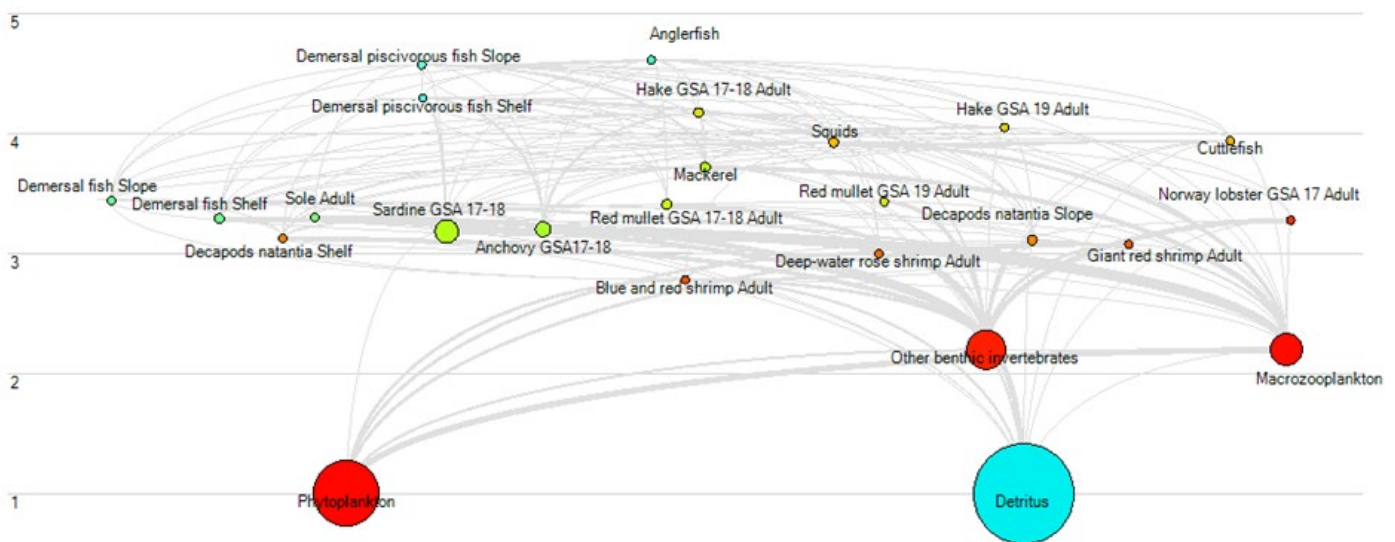 5
Anglerfish
Demersal piscivorous fish Slope
Hake GSA 17-18 Adult
Demersal piscivorous fish Shelf
Hake GSA 19 Adult
4
Squids
Cuttlefish
Mackerel
Demersal fish Slope
Red mullet GSA 19 Adult
Norway lobster GSA 17 Adult
Sole Adult
Demersal fish Shelf
Sardine GSA 17-18
Red mullet GSA 17-18 Adult
Decapods natantia Slope
Decapods natantia Shelf
Anchovy GSA17-18
Giant red shrimp Adult
3
Deep-water rose shrimp Adult
Blue and red shrimp Adult
Other benthic invertebrates
2
Macrozooplankton
1
Phytoplankton
Detritus